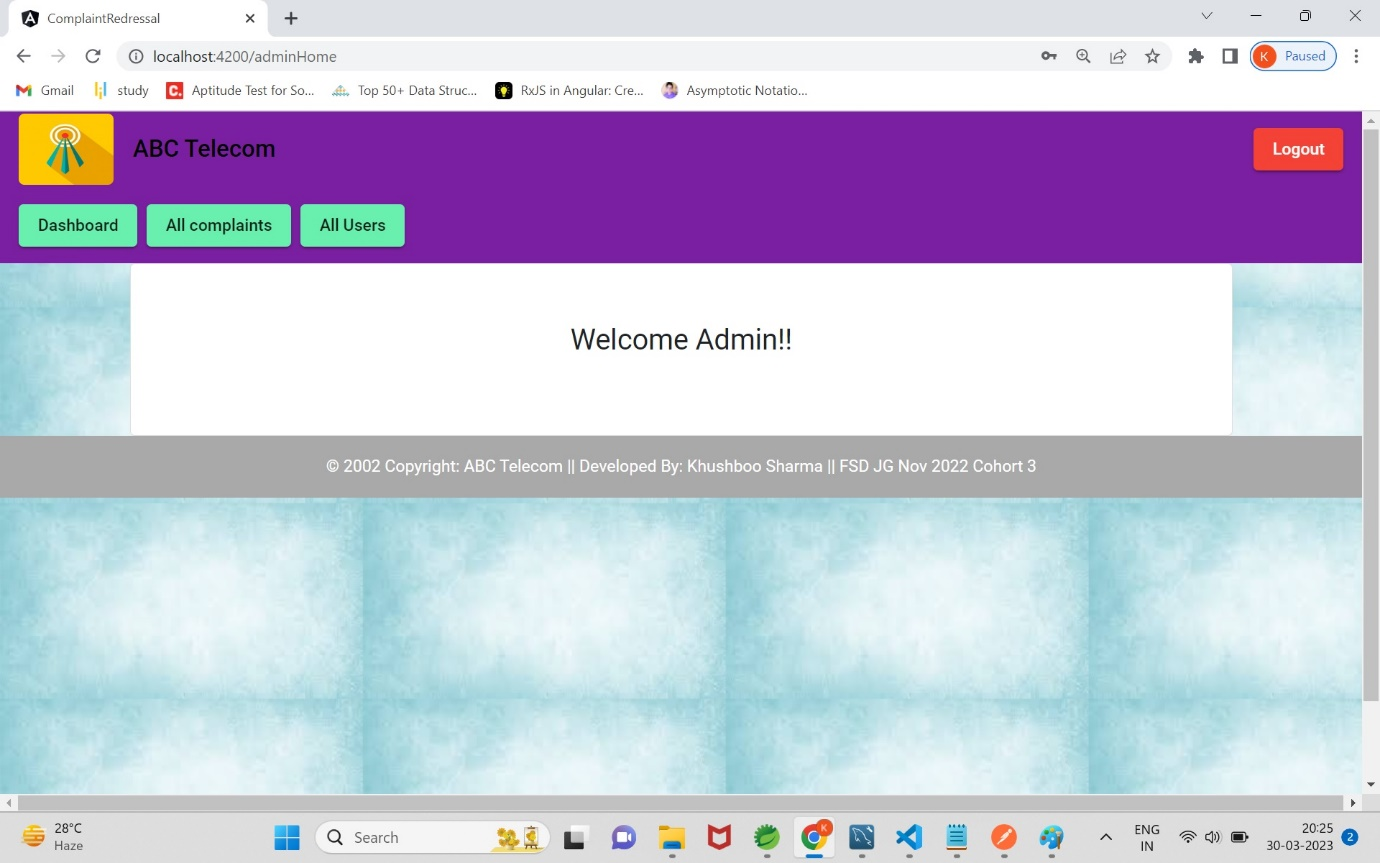 ComplaintRedressal
localhost:4200/adminHome
K Paused
Gmail study Aptitude Test for So... Top 50+ Data Struc... RxJS in Angular: Cre... Asymptotic Notatio...
ABC Telecom
Logout
Dashboard All complaints All Users
Welcome Admin!!
© 2002 Copyright: ABC Telecom || Developed By: Khushboo Sharma || FSD JG Nov 2022 Cohort 3
28°C
Haze
Search
K
ENG
IN
20:25
30-03-2023
2